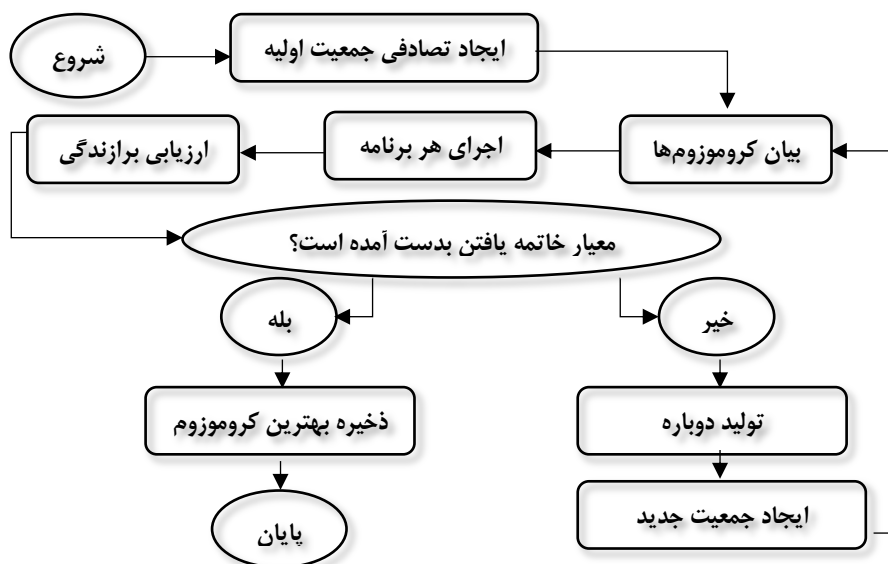 شروع
ایجاد تصادفی جمعیت اولیه
بیان کروموزوم‌ها
اجرای هر برنامه
ارزیابی برازندگی
معیار خاتمه یافتن بدست آمده است؟
خیر
بله
تولید دوباره
ذخیره بهترین کروموزوم
ایجاد جمعیت جدید
پایان